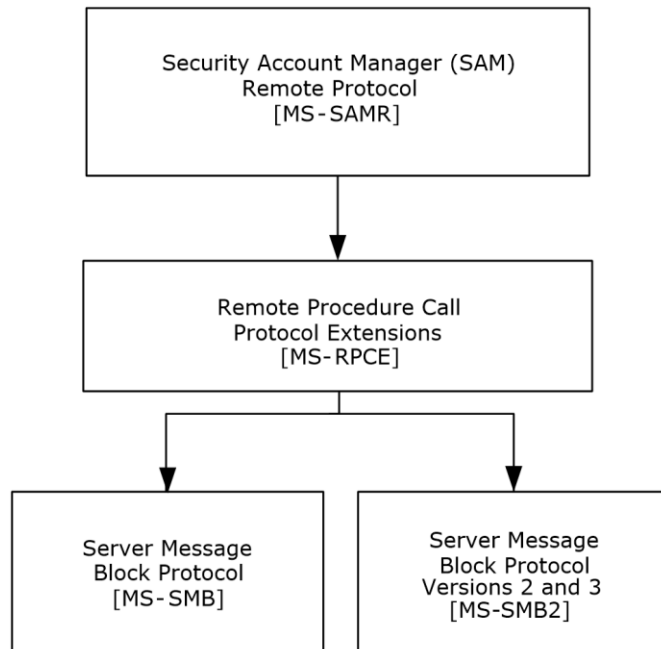 Security Account Manager (SAM)
Remote Protocol
[MS-SAMR]
Remote Procedure Call
Protocol Extensions
[MS-RPCE]
Server Message
Block Protocol
[MS-SMB]
Server Message
Block Protocol
Versions 2 and 3
[MS-SMB2]